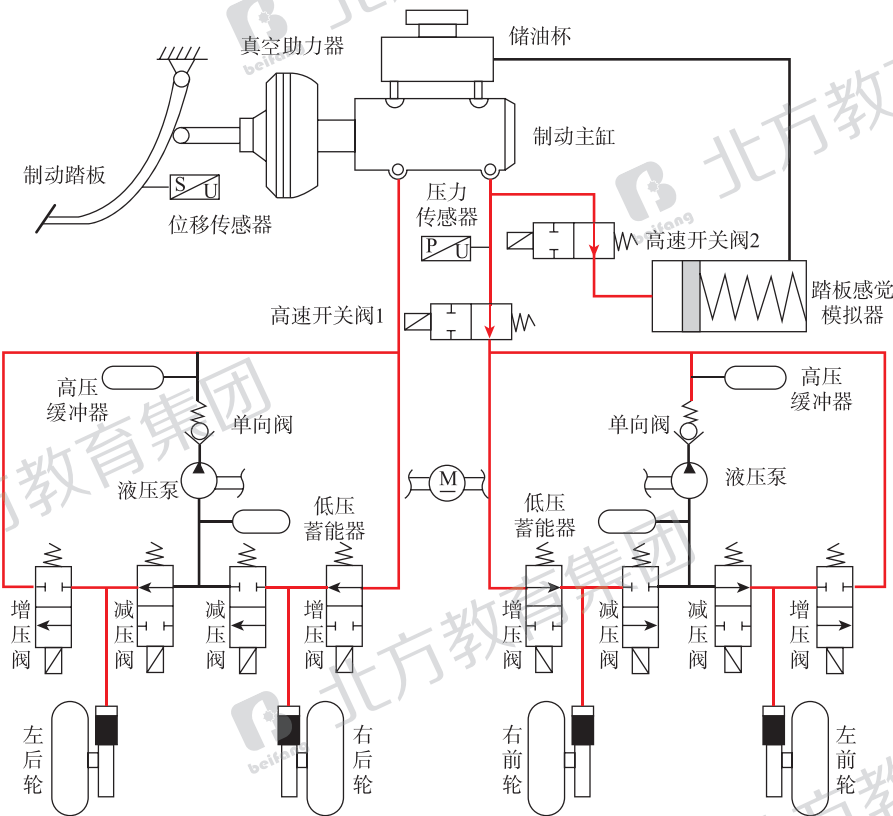 真空助力器
储油杯
制动主缸
制动踏板
S
U
位移传感器
压力
传感器
P
U
高速开关阀2
踏板感觉
模拟器
高速开关阀1
高压
缓冲器
单向阀
液压泵
低压
蓄能器
M
高压
缓冲器
单向阀
液压泵
低压
蓄能器
增压阀
减压阀
减压阀
增压阀
增压阀
减压阀
减压阀
增压阀
左后轮
右后轮
右前轮
左前轮
北方教育集团
beifang
北方教
beifang
北方教育集团
beifang